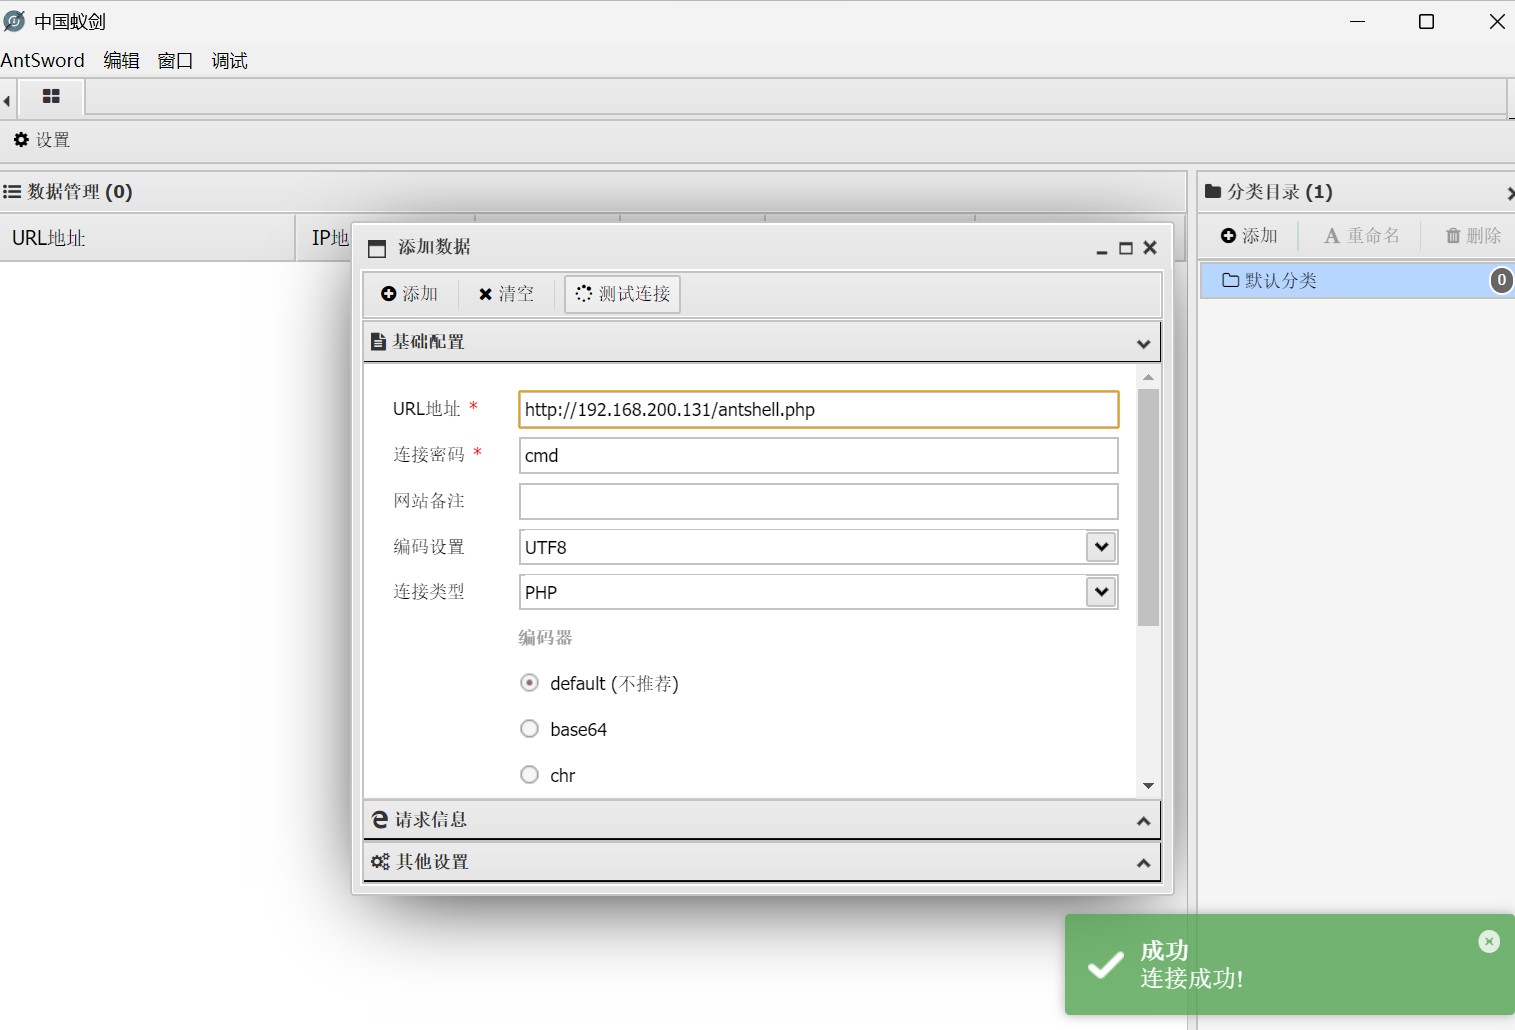 中国蚁剑
AntSword 编辑 窗口 调试
设置
数据管理 (0)
分类目录 (1)
URL地址
IP地
添加 重命名 删除
默认分类 0
添加数据
添加 清空 测试连接
基础配置
URL地址 * http://192.168.200.131/antshell.php
连接密码 * cmd
网站备注
编码设置 UTF8
连接类型 PHP
编码器
default (不推荐)
base64
chr
请求信息
其他设置
成功
连接成功!